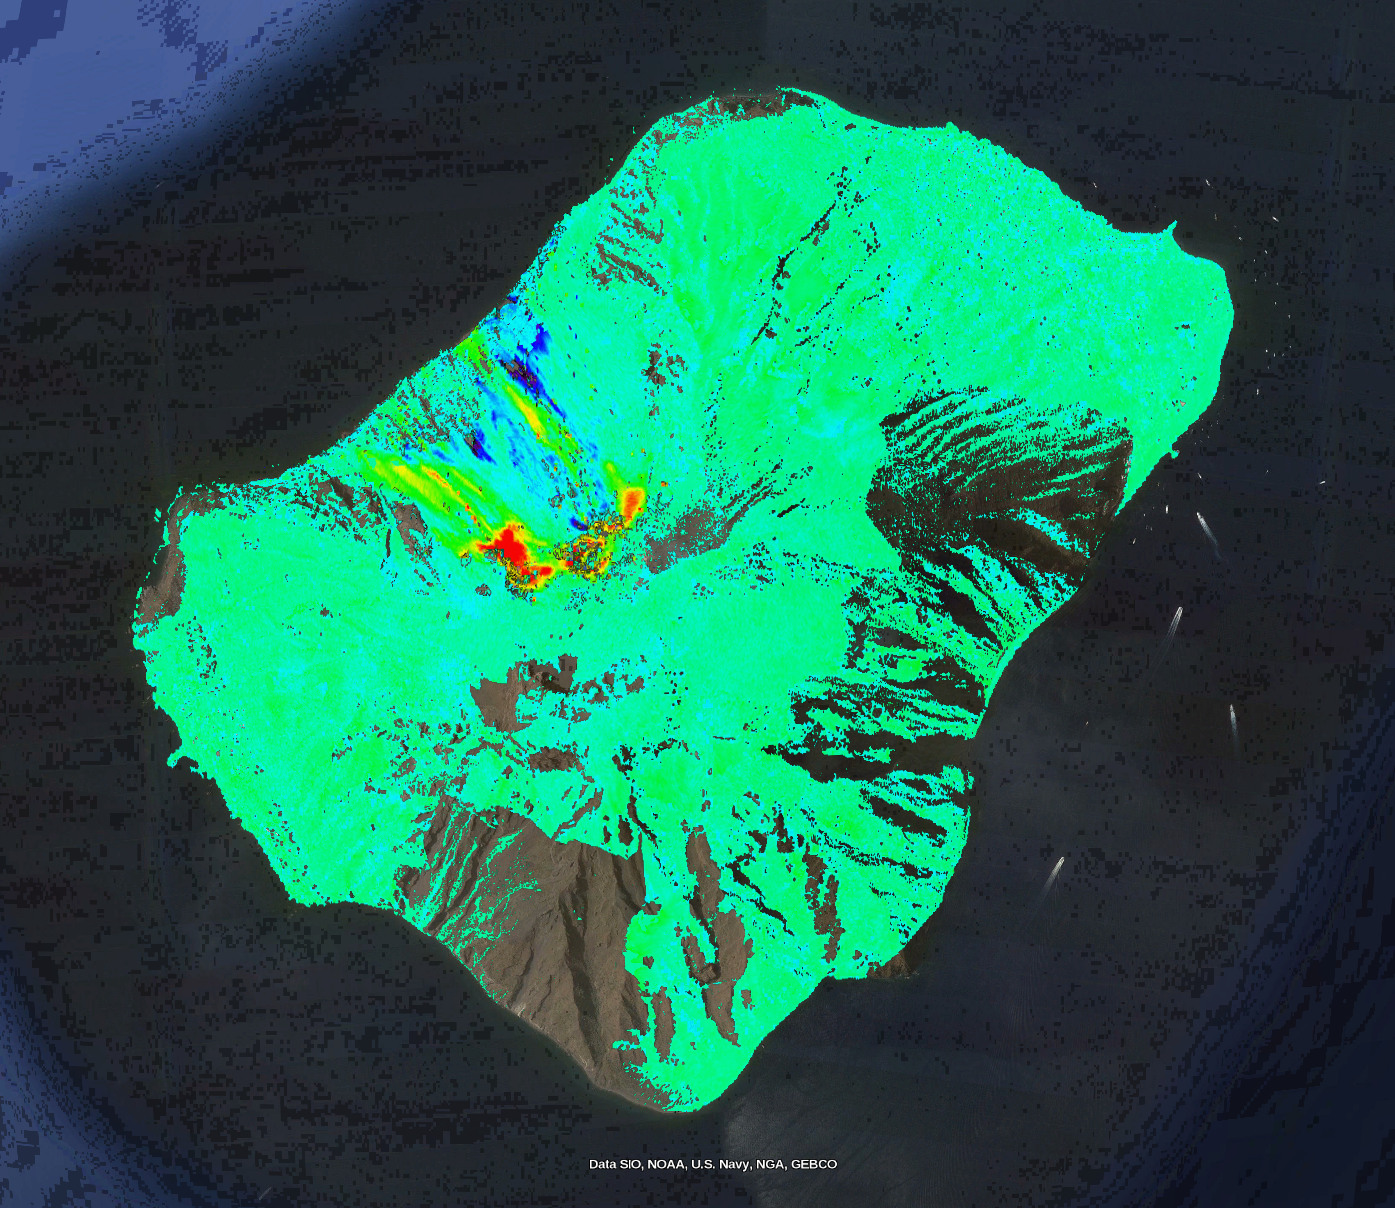 Data SIO, NOAA, U.S. Navy, NGA, GEBCO